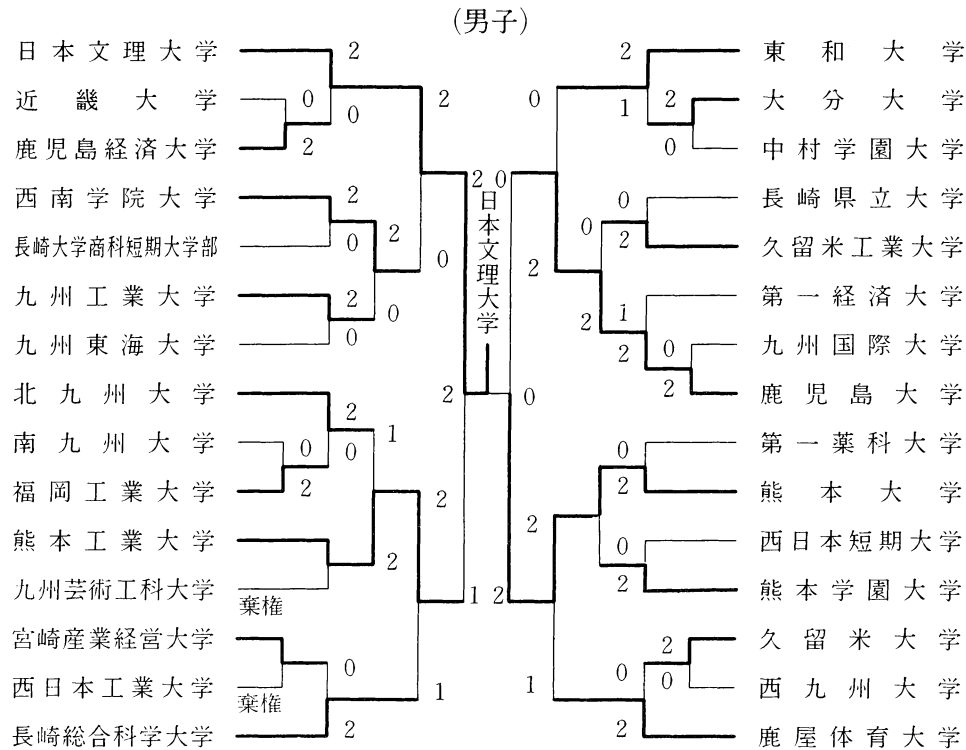 (男子)
日本文理大学
2
近畿大学
0
0
鹿児島経済大学
2
2
西南学院大学
2
長崎大学商科短期大学部
0
2
0
九州工業大学
2
0
九州東海大学
0
北九州大学
2
1
南九州大学
0
0
福岡工業大学
2
2
熊本工業大学
2
九州芸術工科大学
棄権
宮崎産業経営大学
0
西日本工業大学
棄権
1
長崎総合科学大学
2
2 0
日本文理大学
2
0
1 2
東和大学
2
0
大分大学
2
1
中村学園大学
0
長崎県立大学
0
0
久留米工業大学
2
2
第一経済大学
1
2
九州国際大学
0
2
鹿児島大学
2
第一薬科大学
0
熊本大学
2
2
西日本短期大学
0
熊本学園大学
2
久留米大学
2
0
西九州大学
0
1
鹿屋体育大学
2